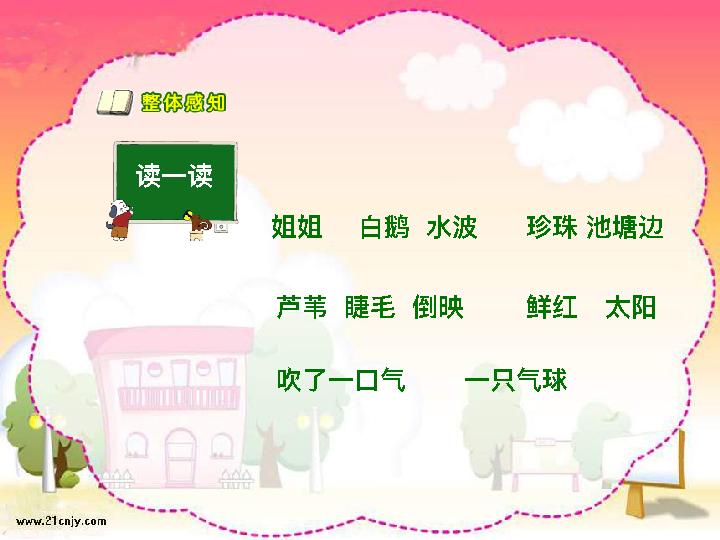 整体感知
读一读
姐姐 白鹅 水波 珍珠 池塘边
芦苇 睫毛 倒映 鲜红 太阳
吹了一口气 一只气球
www.21cnjy.com